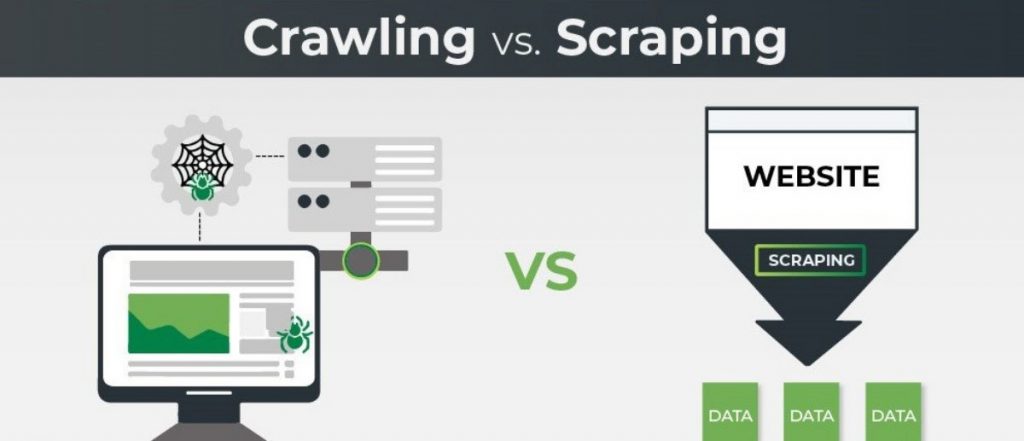 Crawling vs. Scraping
WEBSITE
SCRAPING
VS
DATA DATA DATA